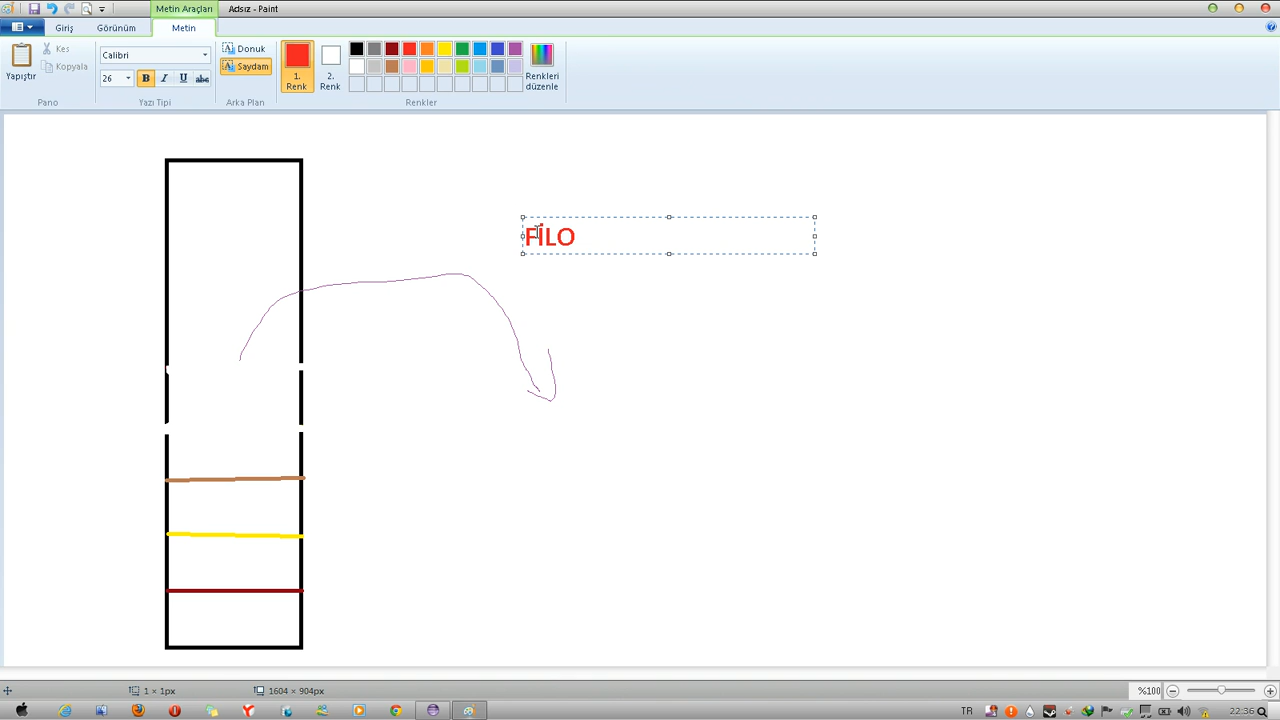 Metin Araçları
Adsız - Paint
Giriş
Görünüm
Metin
Yapıştır
Kes
Kopyala
Pano
Calibri
26
B
I
U
abc
Yazı Tipi
Donuk
Saydam
Arka Plan
1.
Renk
2.
Renk
Renkleri
düzenle
Renkler
FİLO
1 × 1px
1604 × 904px
%100
TR
22:36